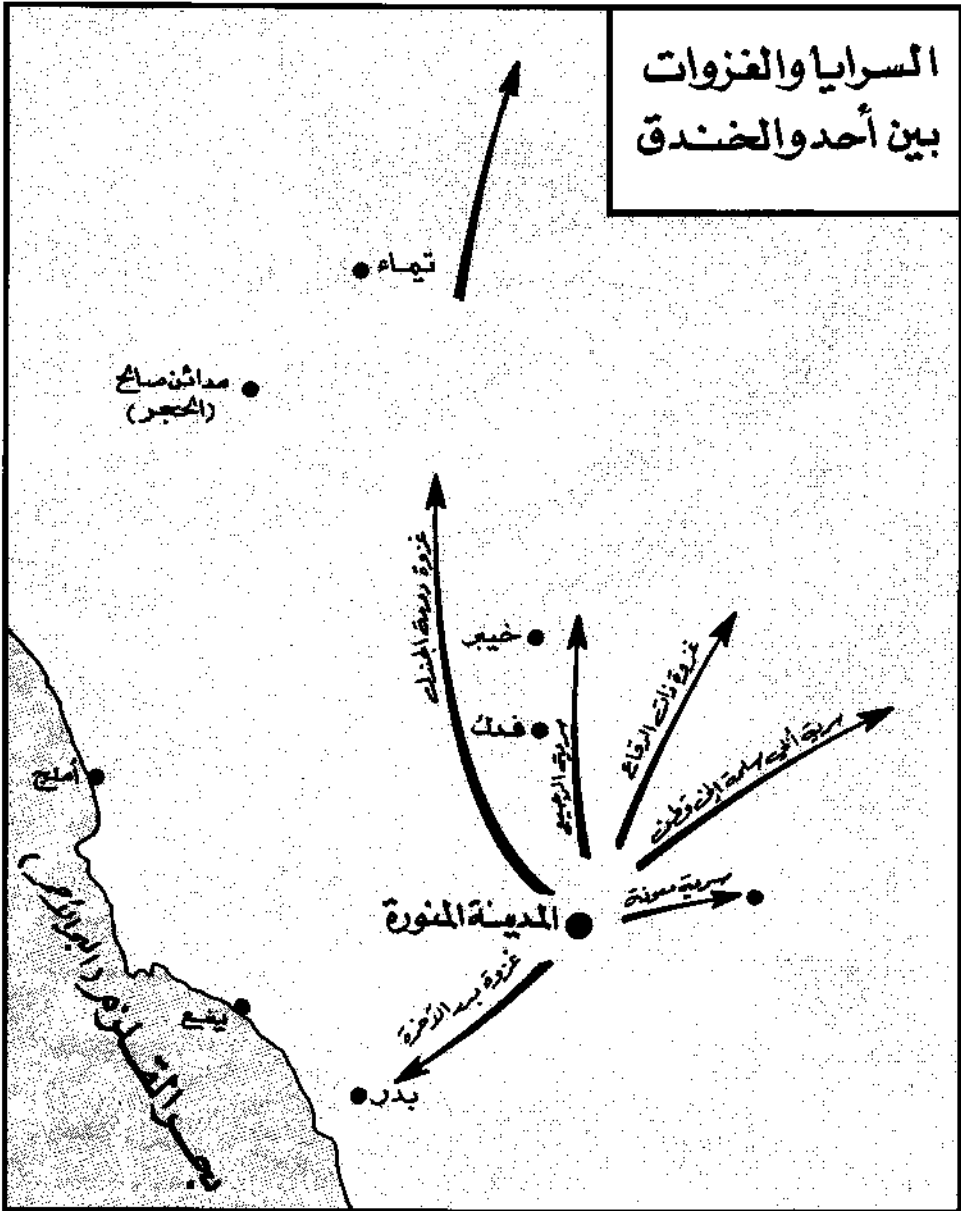 السرايا والغزوات
بين أحد والخندق
تيماء
مدائن صالح
(الحجر)
غزوة دومة الجندل
خيبر
فدك
سرية الرجيع
غزوة ذات الرقاع
سرية أبي سلمة إلى قطن
أملج
سرية معونة
المدينة المنورة
غزوة بدر الآخرة
ينبع
بدر
بحر القلزم (البحر الأحمر)